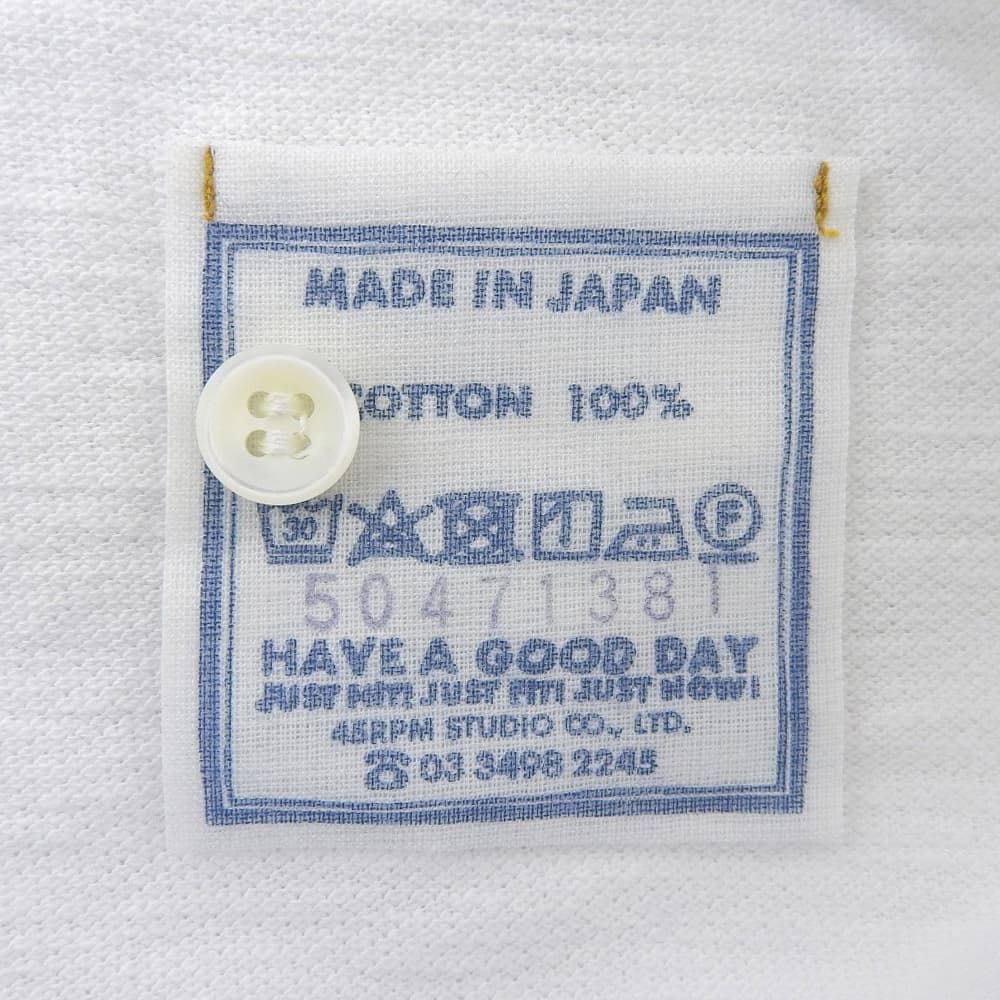 MADE IN JAPAN
COTTON 100%
30 F
50471381
HAVE A GOOD DAY
JUST HIT! JUST FIT! JUST NOW!
45RPM STUDIO CO., LTD.
☎03 3498 2245